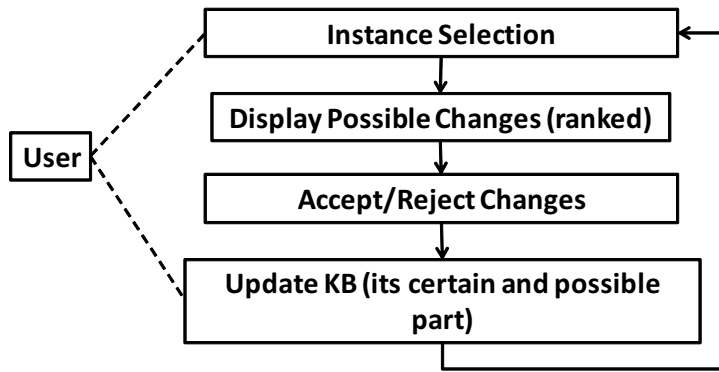 Instance Selection
Display Possible Changes (ranked)
User
Accept/Reject Changes
Update KB (its certain and possible
part)